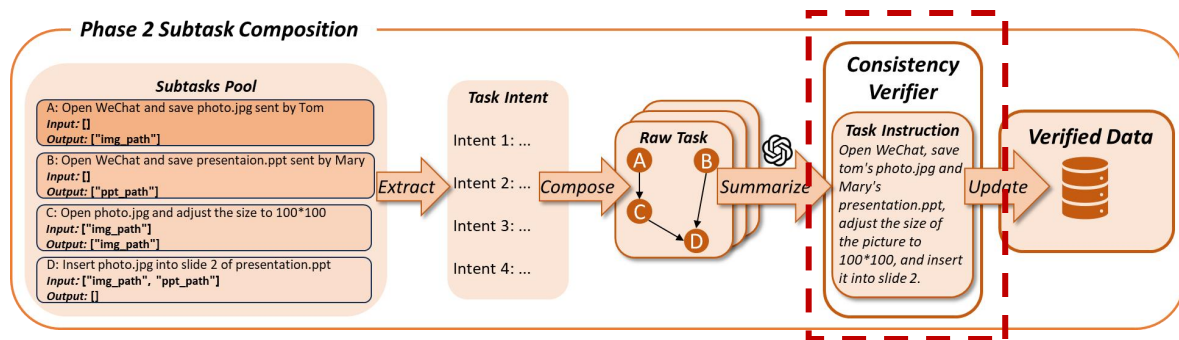 Phase 2 Subtask Composition
Subtasks Pool
A: Open WeChat and save photo.jpg sent by Tom
Input: []
Output: ["img_path"]
B: Open WeChat and save presentaion.ppt sent by Mary
Input: []
Output: ["ppt_path"]
C: Open photo.jpg and adjust the size to 100*100
Input: ["img_path"]
Output: ["img_path"]
D: Insert photo.jpg into slide 2 of presentation.ppt
Input: ["img_path", "ppt_path"]
Output: []
Extract
Task Intent
Intent 1: ...
Intent 2: ...
Intent 3: ...
Intent 4: ...
Compose
Raw Task
A
B
C
D
Summarize
Consistency
Verifier
Task Instruction
Open WeChat, save
tom's photo.jpg and
Mary's
presentation.ppt,
adjust the size of
the picture to
100*100, and insert
it into slide 2.
Update
Verified Data